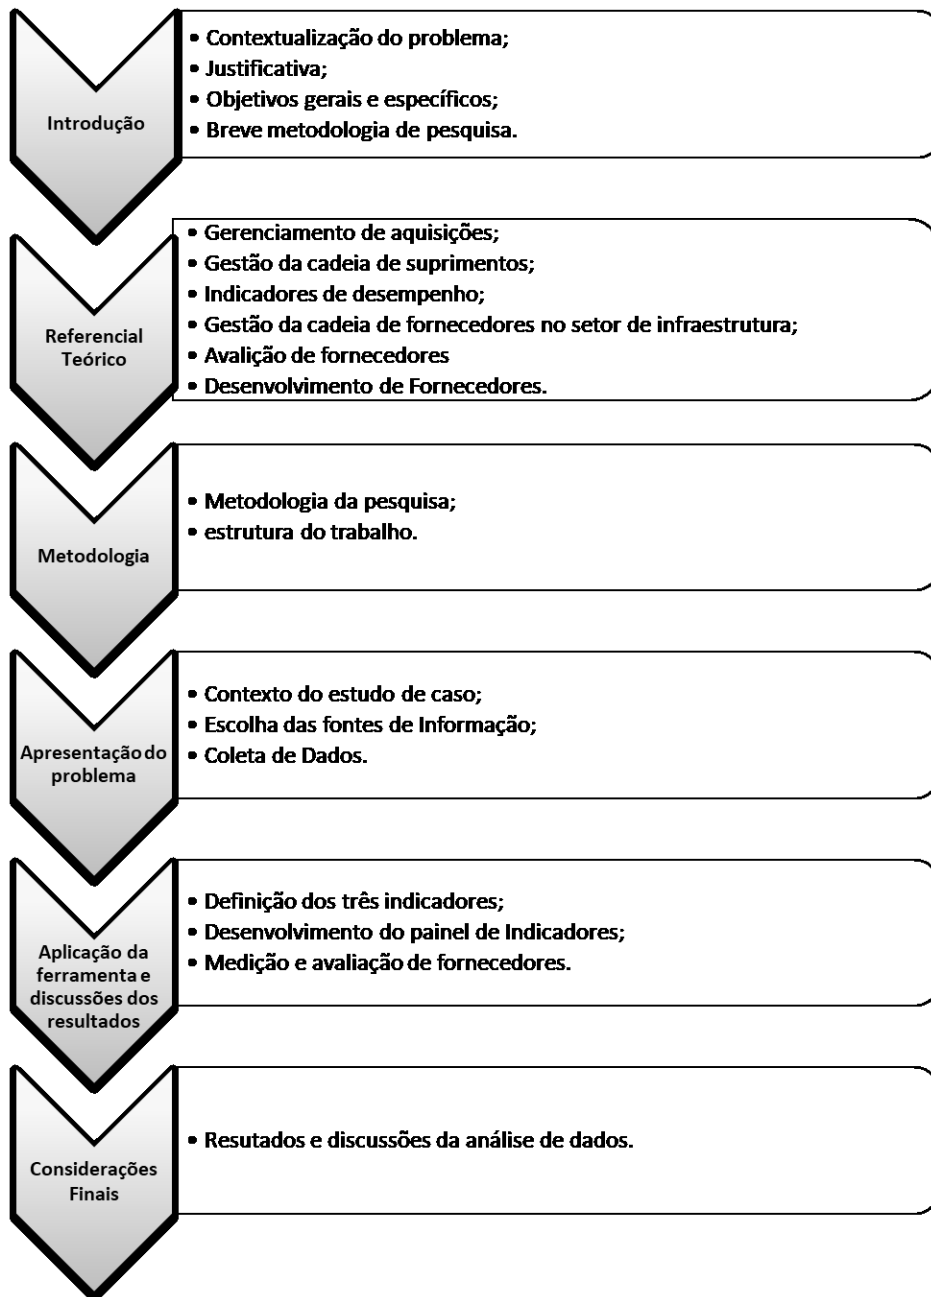 Introdução
• Contextualização do problema;
• Justificativa;
• Objetivos gerais e específicos;
• Breve metodologia de pesquisa.
Referencial
Teórico
• Gerenciamento de aquisições;
• Gestão da cadeia de suprimentos;
• Indicadores de desempenho;
• Gestão da cadeia de fornecedores no setor de infraestrutura;
• Avalição de fornecedores
• Desenvolvimento de Fornecedores.
Metodologia
• Metodologia da pesquisa;
• estrutura do trabalho.
Apresentação do
problema
• Contexto do estudo de caso;
• Escolha das fontes de Informação;
• Coleta de Dados.
Aplicação da
ferramenta e
discussões dos
resultados
• Definição dos três indicadores;
• Desenvolvimento do painel de Indicadores;
• Medição e avaliação de fornecedores.
Considerações
Finais
• Resutados e discussões da análise de dados.